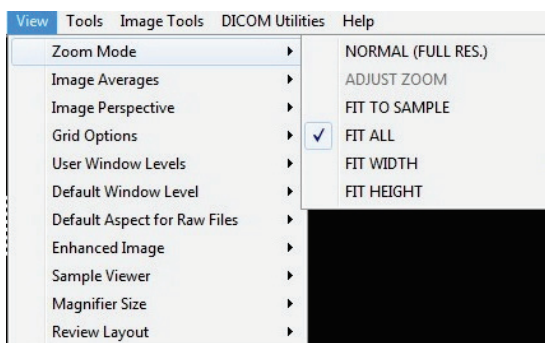 View Tools Image Tools DICOM Utilities Help
Zoom Mode
Image Averages
Image Perspective
Grid Options
User Window Levels
Default Window Level
Default Aspect for Raw Files
Enhanced Image
Sample Viewer
Magnifier Size
Review Layout
NORMAL (FULL RES.)
ADJUST ZOOM
FIT TO SAMPLE
FIT ALL
FIT WIDTH
FIT HEIGHT